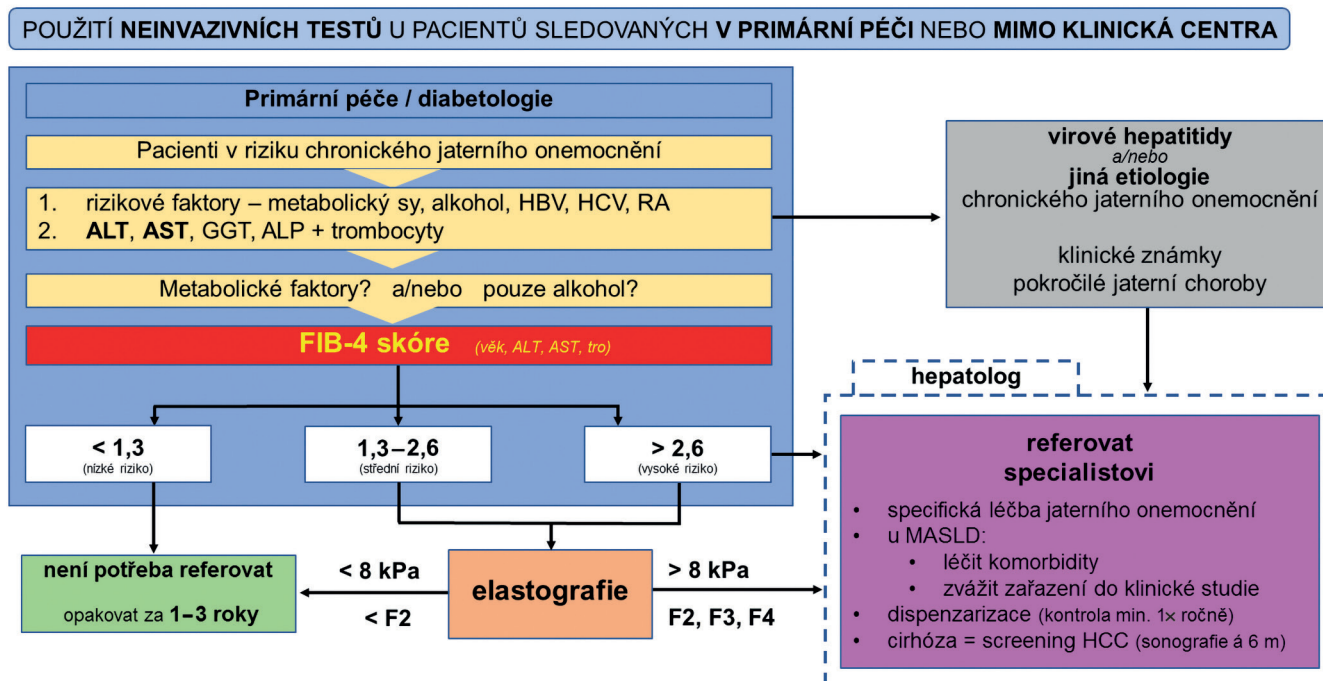 POUŽITÍ NEINVAZIVNÍCH TESTŮ U PACIENTŮ SLEDOVANÝCH V PRIMÁRNÍ PÉČI NEBO MIMO KLINICKÁ CENTRA
Primární péče / diabetologie
Pacienti v riziku chronického jaterního onemocnění
1. rizikové faktory – metabolický sy, alkohol, HBV, HCV, RA
2. ALT, AST, GGT, ALP + trombocyty
Metabolické faktory? a/nebo pouze alkohol?
FIB-4 skóre (věk, ALT, AST, tro)
< 1,3
(nízké riziko)
1,3–2,6
(střední riziko)
> 2,6
(vysoké riziko)
virové hepatitidy
a/nebo
jiná etiologie
chronického jaterního onemocnění
klinické známky
pokročilé jaterní choroby
hepatolog
referovat
specialistovi
• specifická léčba jaterního onemocnění
• u MASLD:
• léčit komorbidity
• zvážit zařazení do klinické studie
• dispenzarizace (kontrola min. 1× ročně)
• cirhóza = screening HCC (sonografie á 6 m)
není potřeba referovat
opakovat za 1–3 roky
< 8 kPa
< F2
elastografie
> 8 kPa
F2, F3, F4